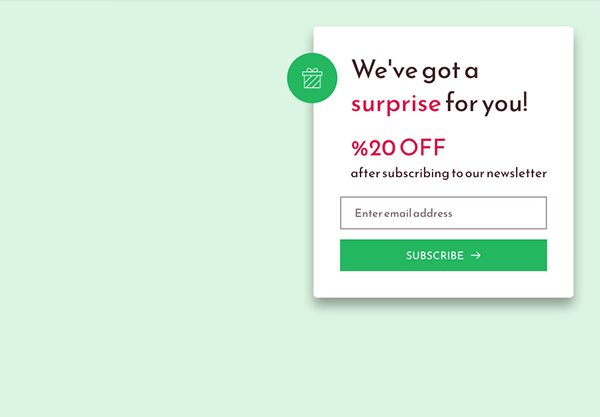 We've got a
surprise for you!
%20 OFF
after subscribing to our newsletter
Enter email address
SUBSCRIBE →